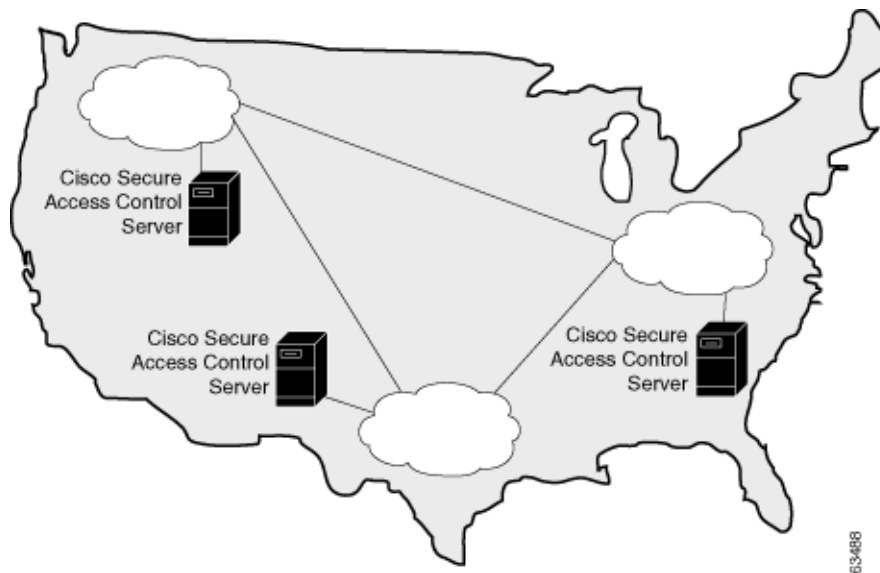 Cisco Secure
Access Control
Server
Cisco Secure
Access Control
Server
Cisco Secure
Access Control
Server
63488